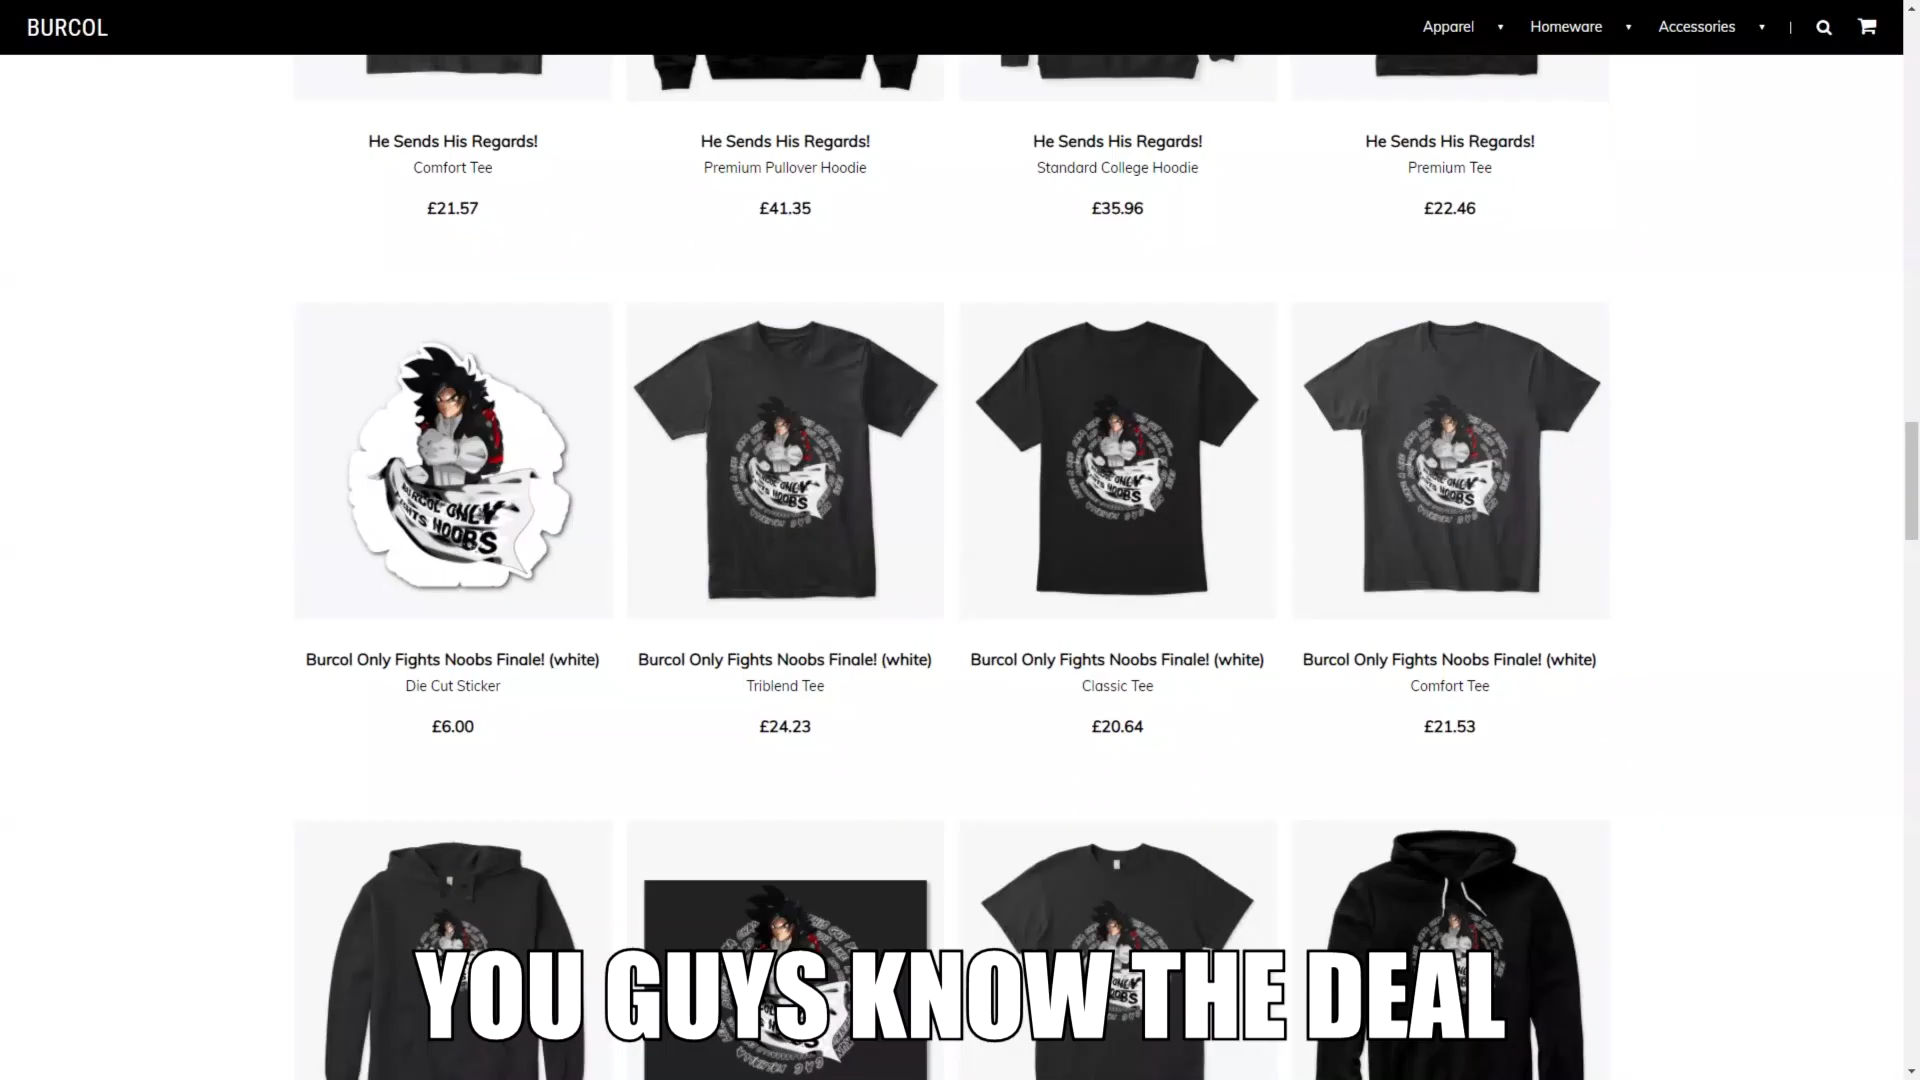 BURCOL
Apparel ▾ Homeware ▾ Accessories ▾ |
He Sends His Regards!
Comfort Tee
£21.57
He Sends His Regards!
Premium Pullover Hoodie
£41.35
He Sends His Regards!
Standard College Hoodie
£35.96
He Sends His Regards!
Premium Tee
£22.46
BURCOL ONLY
FIGHTS NOOBS
Burcol Only Fights Noobs Finale! (white)
Die Cut Sticker
£6.00
Burcol Only Fights Noobs Finale! (white)
Triblend Tee
£24.23
Burcol Only Fights Noobs Finale! (white)
Classic Tee
£20.64
Burcol Only Fights Noobs Finale! (white)
Comfort Tee
£21.53
YOU GUYS KNOW THE DEAL